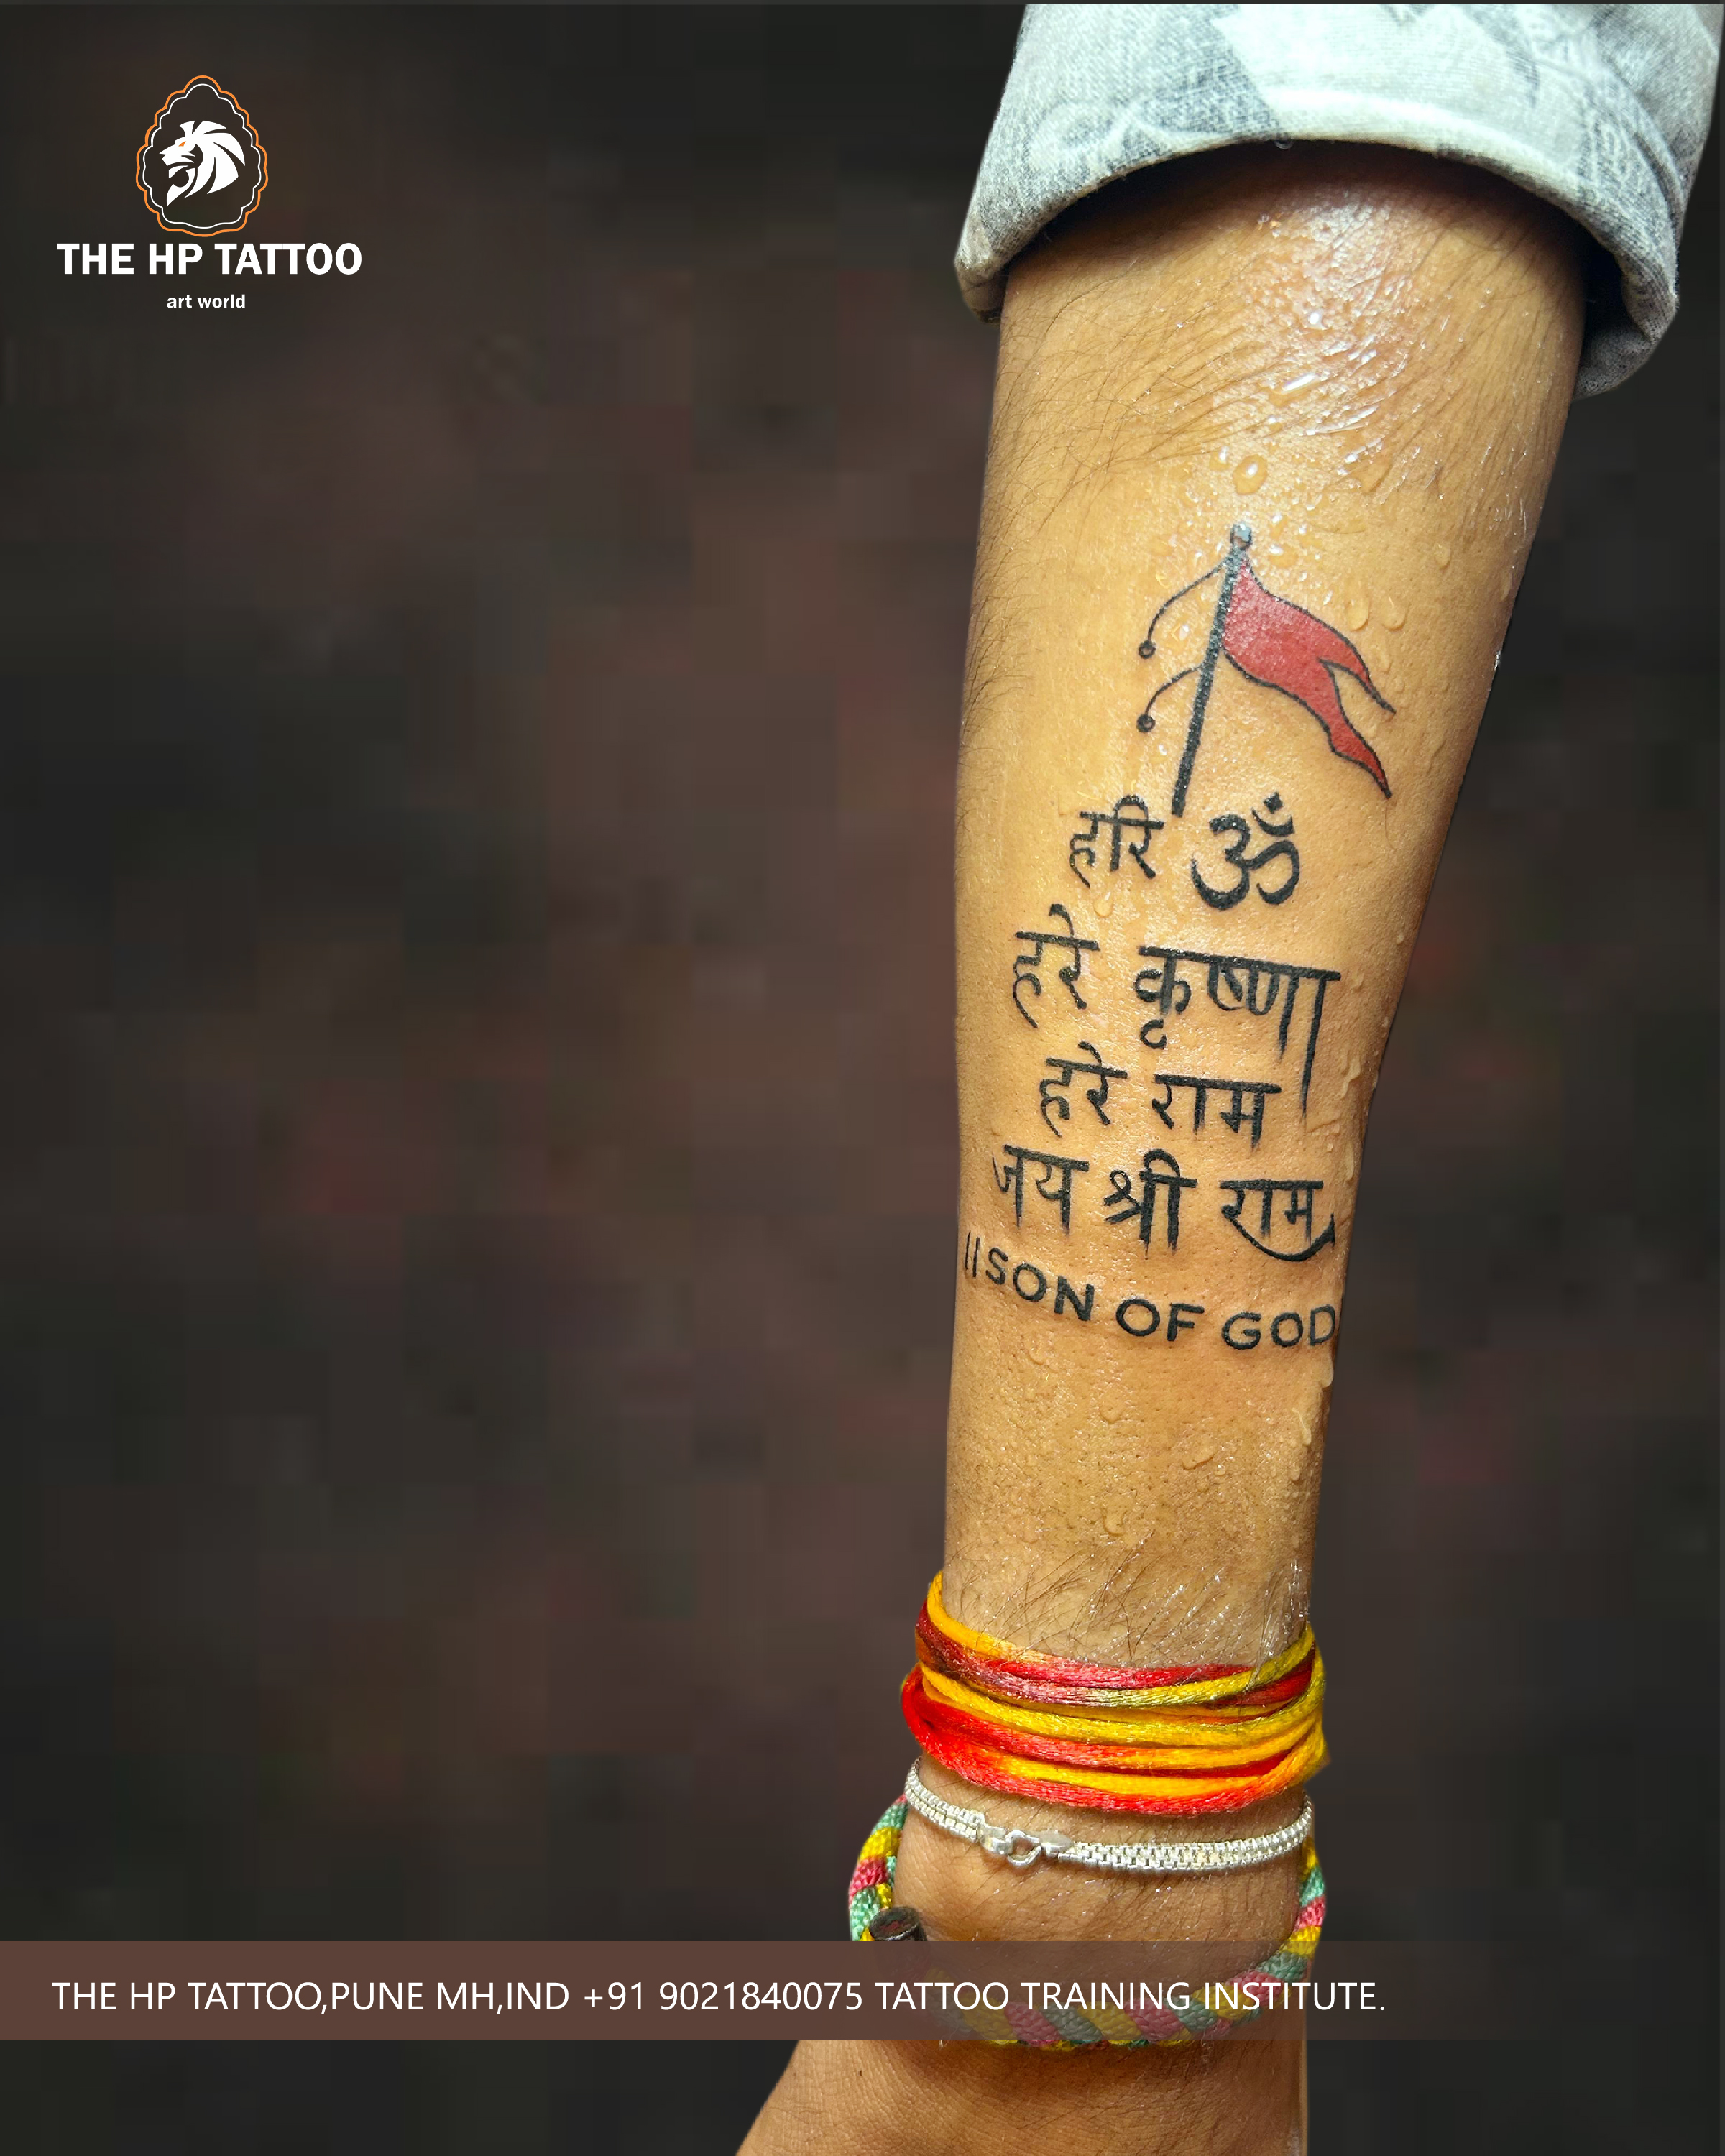 THE HP TATTOO
art world
हरि ॐ
हरे कृष्णा
हरे राम
जय श्री राम
||SON OF GOD
THE HP TATTOO,PUNE MH,IND +91 9021840075 TATTOO TRAINING INSTITUTE.